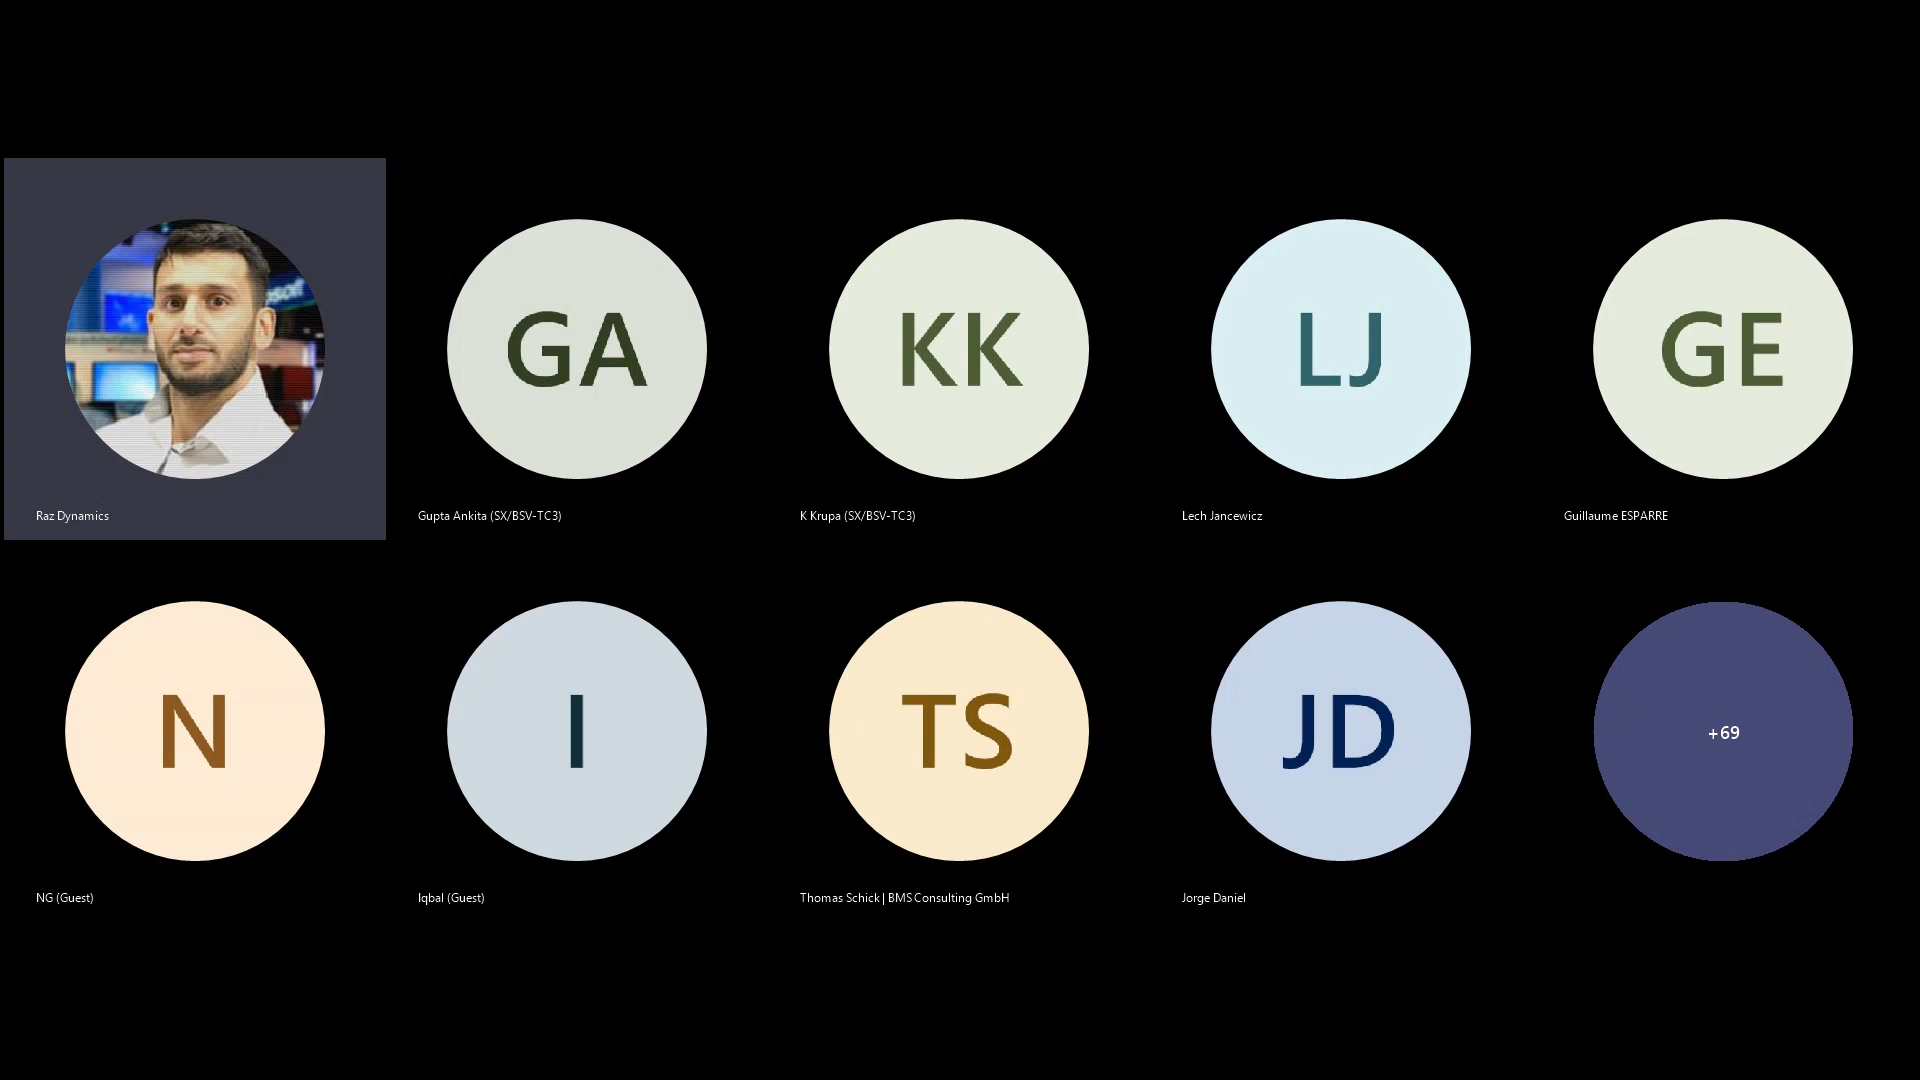 osoft
GA
KK
LJ
GE
Raz Dynamics
Gupta Ankita (SX/BSV-TC3)
K Krupa (SX/BSV-TC3)
Lech Jancewicz
Guillaume ESPARRE
N
I
TS
JD
+69
NG (Guest)
Iqbal (Guest)
Thomas Schick | BMS Consulting GmbH
Jorge Daniel